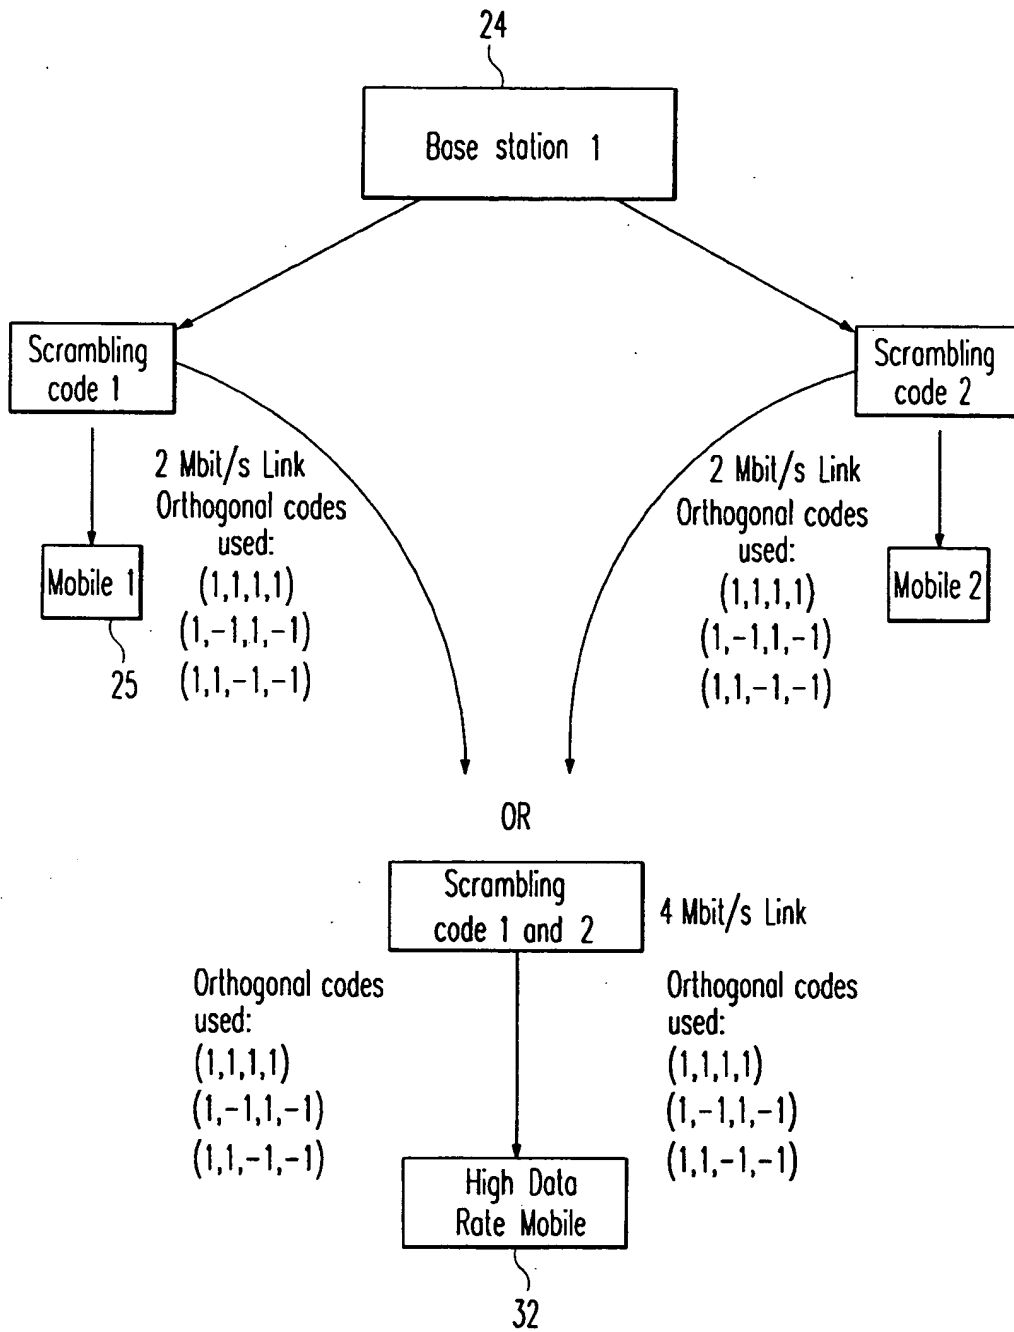 24
Base station 1
Scrambling
code 1
Scrambling
code 2
2 Mbit/s Link
Orthogonal codes
used:
(1,1,1,1)
(1,-1,1,-1)
(1,1,-1,-1)
2 Mbit/s Link
Orthogonal codes
used:
(1,1,1,1)
(1,-1,1,-1)
(1,1,-1,-1)
Mobile 1
25
Mobile 2
OR
Scrambling
code 1 and 2
4 Mbit/s Link
Orthogonal codes
used:
(1,1,1,1)
(1,-1,1,-1)
(1,1,-1,-1)
Orthogonal codes
used:
(1,1,1,1)
(1,-1,1,-1)
(1,1,-1,-1)
High Data
Rate Mobile
32